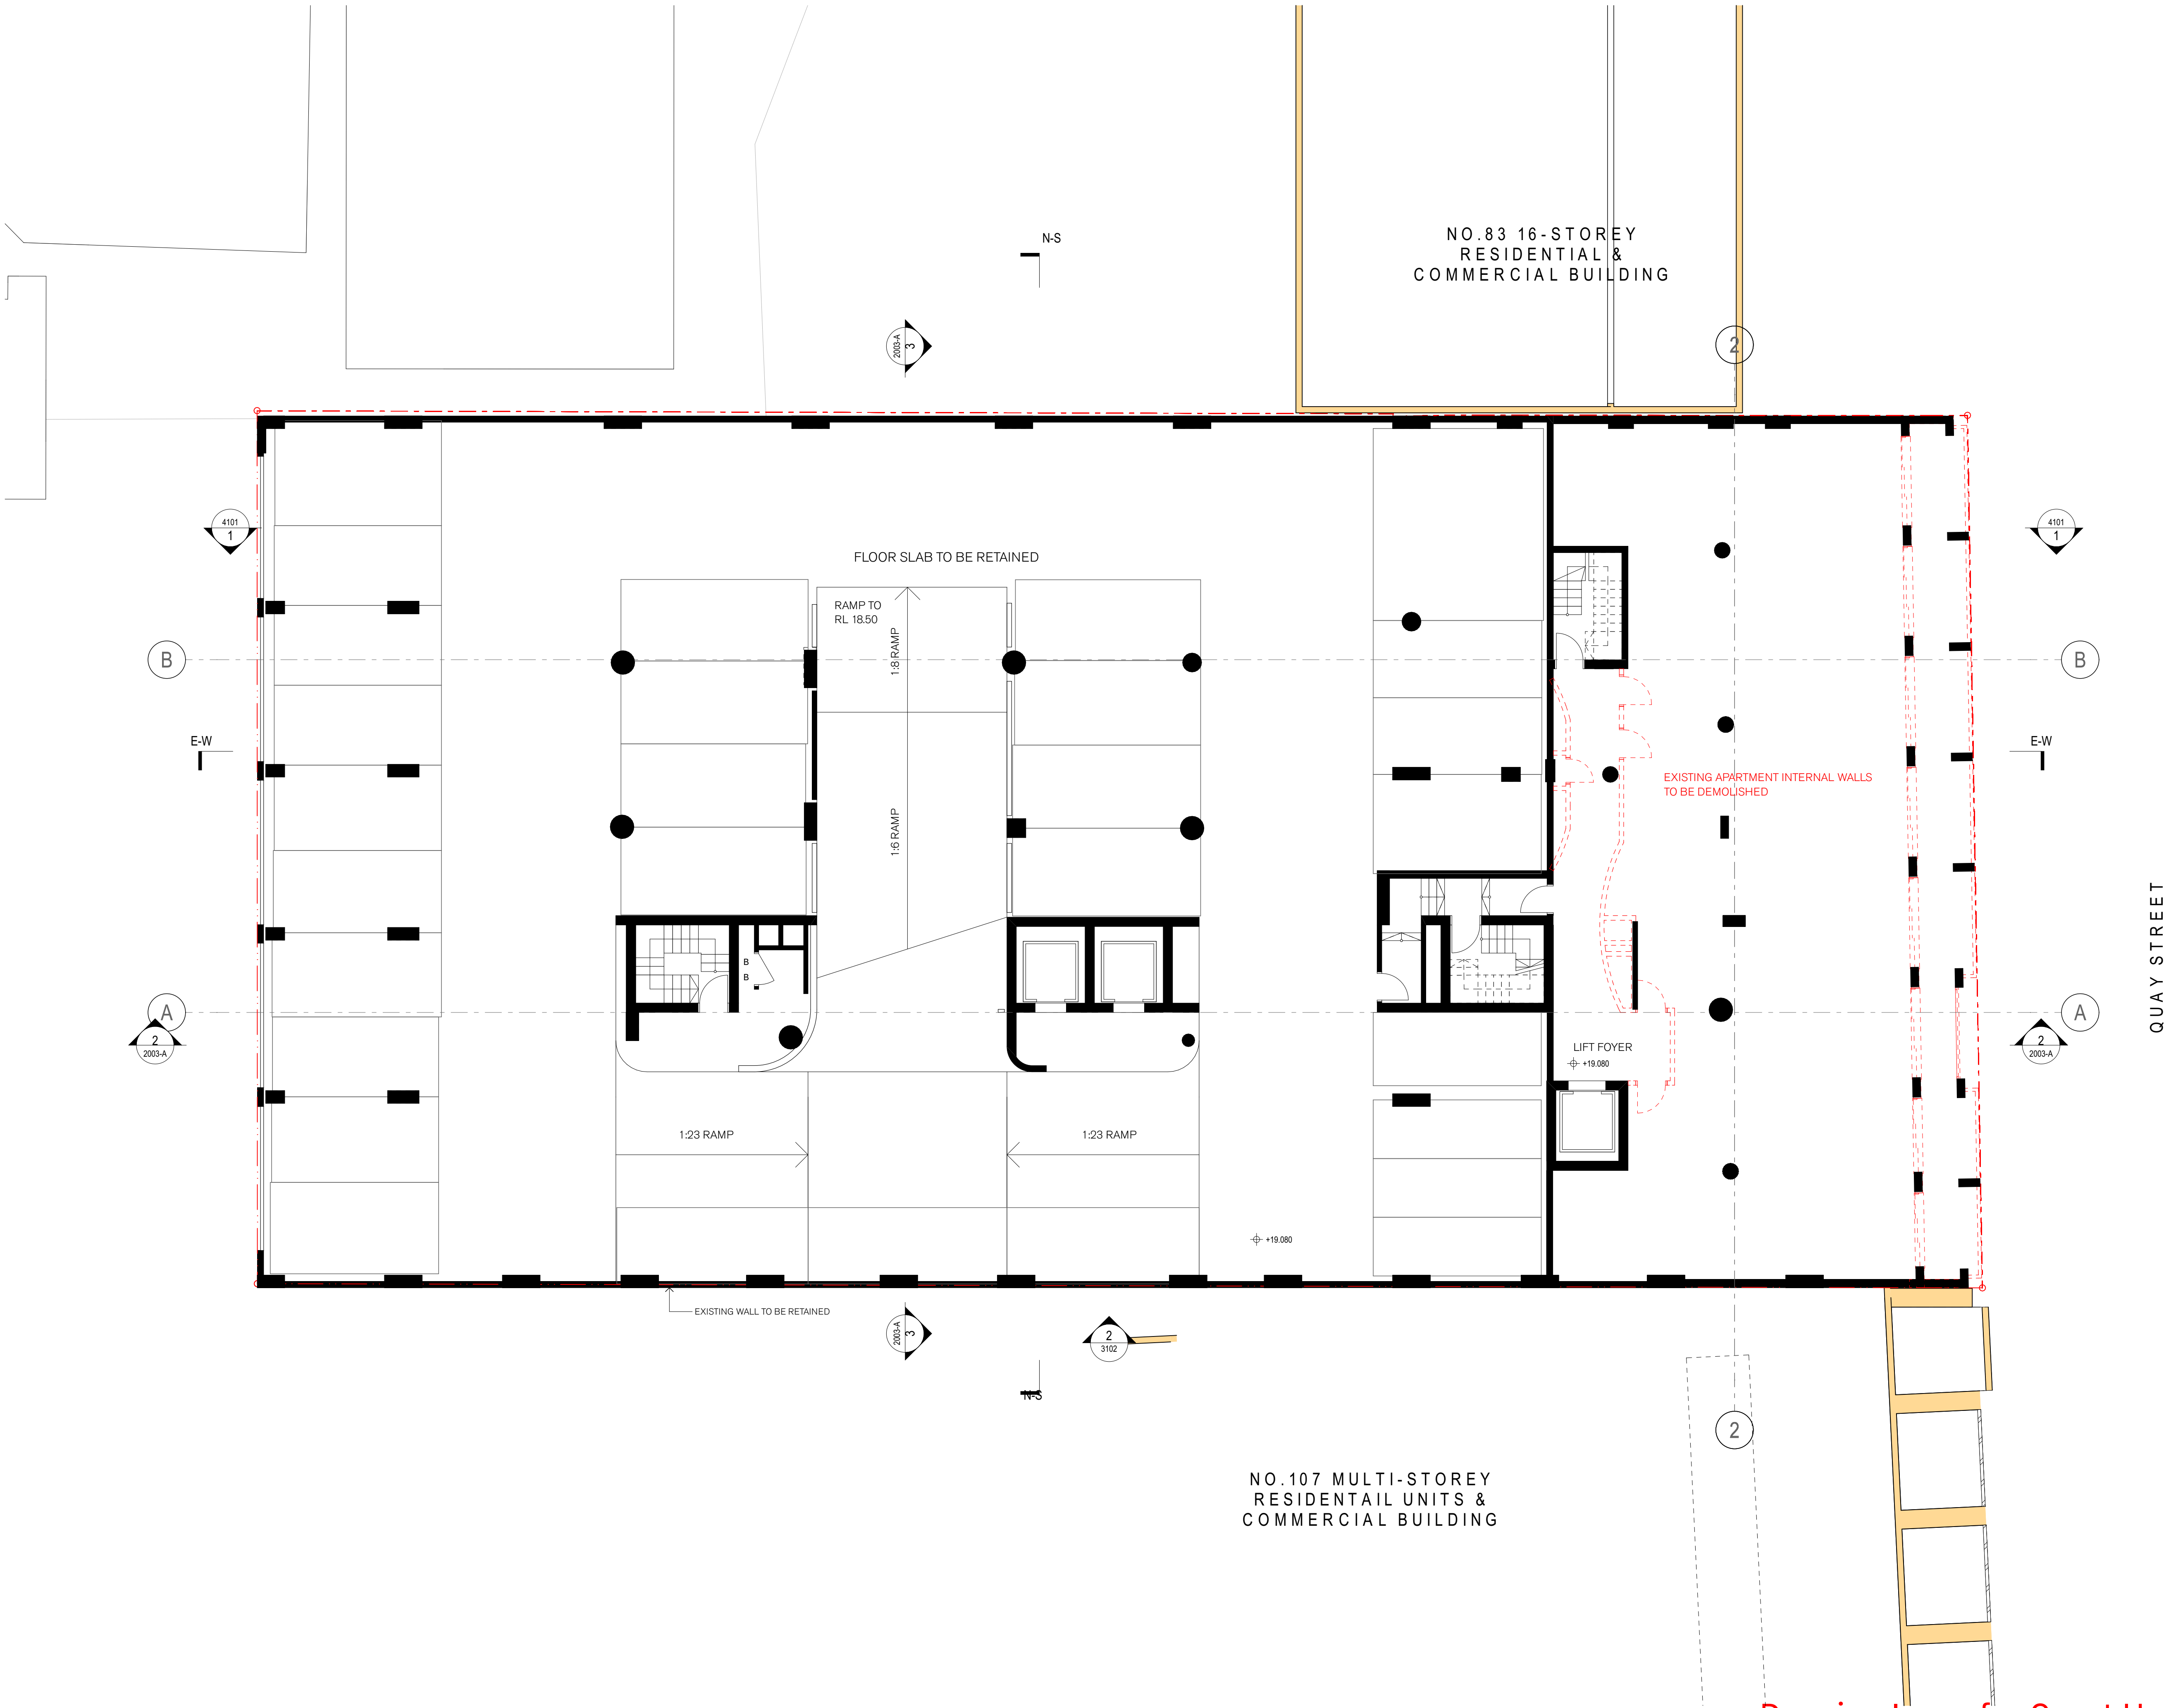 N-S
NO.83 16-STOREY
RESIDENTIAL &
COMMERCIAL BUILDING
2003-A
3
2
4101
1
4101
1
FLOOR SLAB TO BE RETAINED
RAMP TO
RL 18.50
1:8 RAMP
B
B
E-W
E-W
EXISTING APARTMENT INTERNAL WALLS
TO BE DEMOLISHED
1:6 RAMP
QUAY STREET
B
B
A
A
2
2003-A
2
2003-A
LIFT FOYER
+19.080
1:23 RAMP
1:23 RAMP
+19.080
EXISTING WALL TO BE RETAINED
2003-A
3
2
3102
N-S
2
NO.107 MULTI-STOREY
RESIDENTAIL UNITS &
COMMERCIAL BUILDING